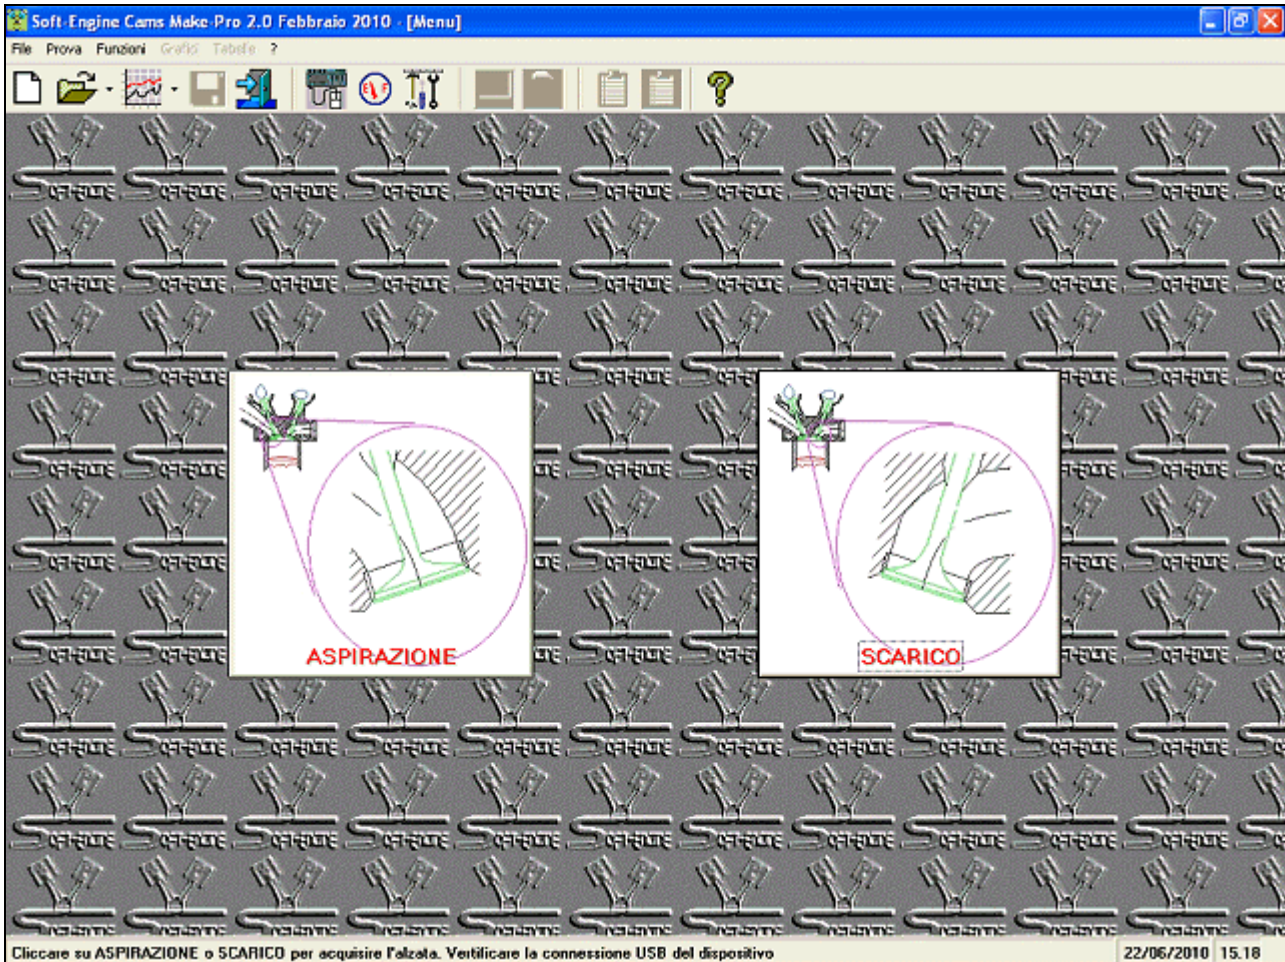 Soft-Engine Cams Make-Pro 2.0 Febbraio 2010 - [Menu]
File Prova Funzioni Grafici Tabelle ?
ASPIRAZIONE
SCARICO
Cliccare su ASPIRAZIONE o SCARICO per acquisire l'alzata. Vertificare la connessione USB del dispositivo
22/06/2010 15.18